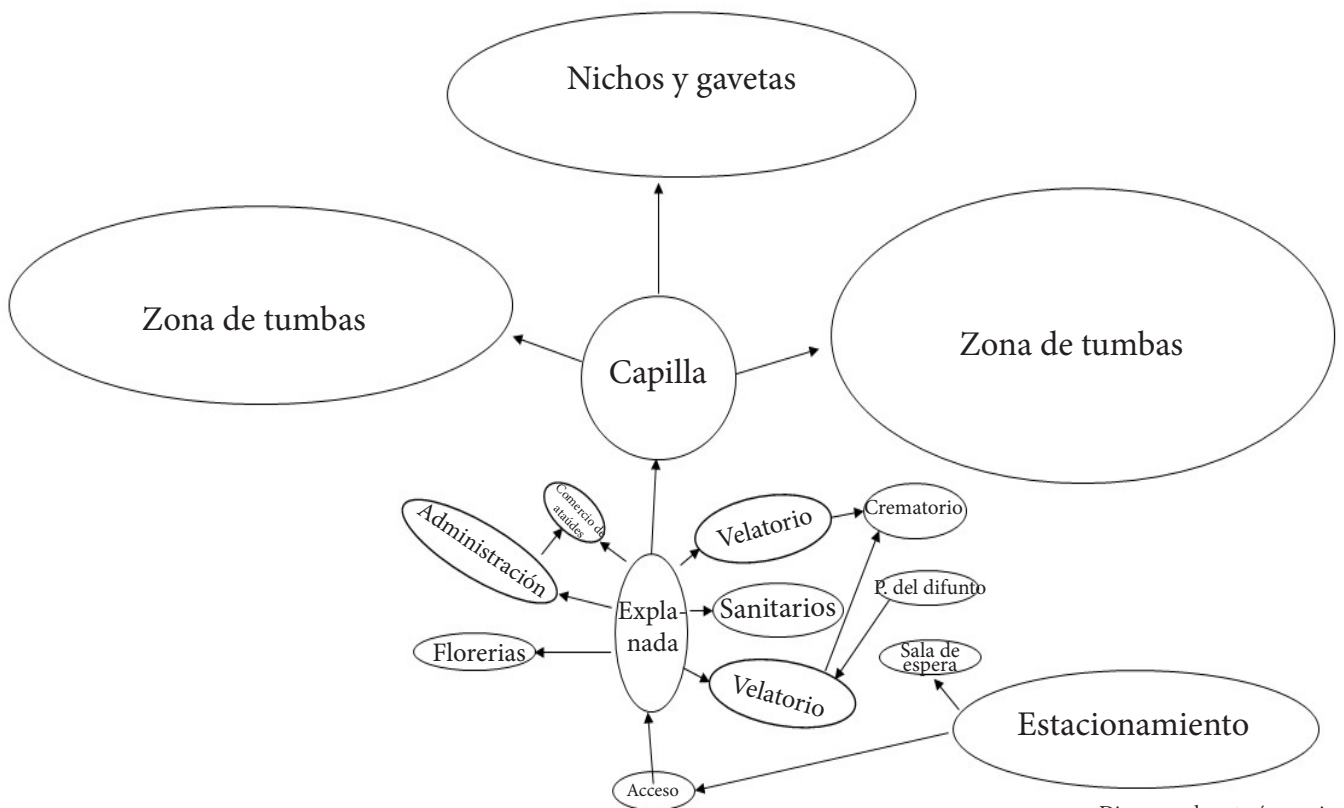 Nichos y gavetas
Zona de tumbas
Zona de tumbas
Capilla
Comercio de
ataúdes
Administración
Velatorio
Crematorio
P. del difunto
Expla-
nada
Sanitarios
Florerias
Sala de
espera
Velatorio
Estacionamiento
Acceso